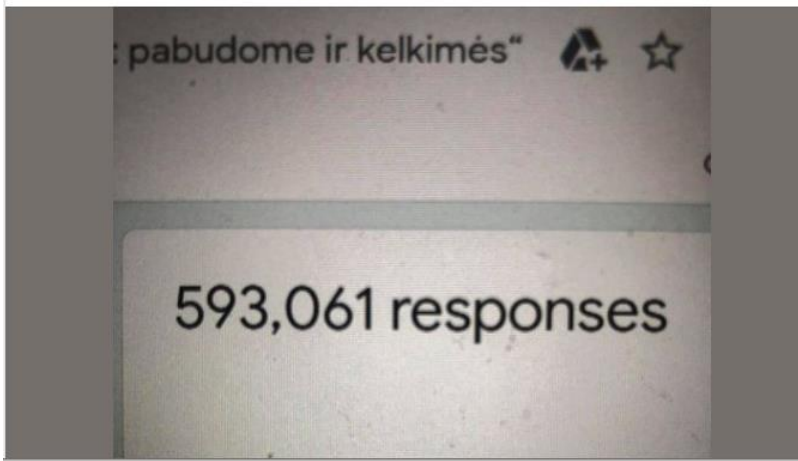 : pabudome ir kelkimės“
593,061 responses